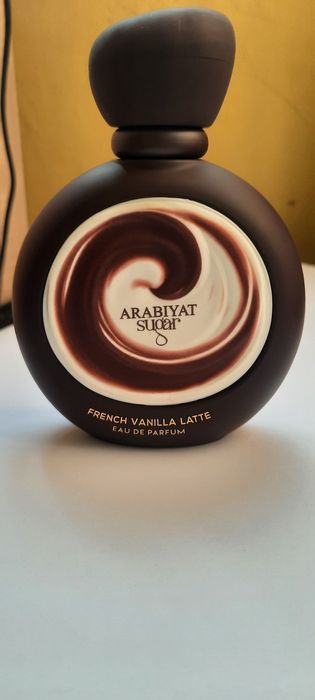 ARABIYAT
sugar
FRENCH VANILLA LATTE
EAU DE PARFUM